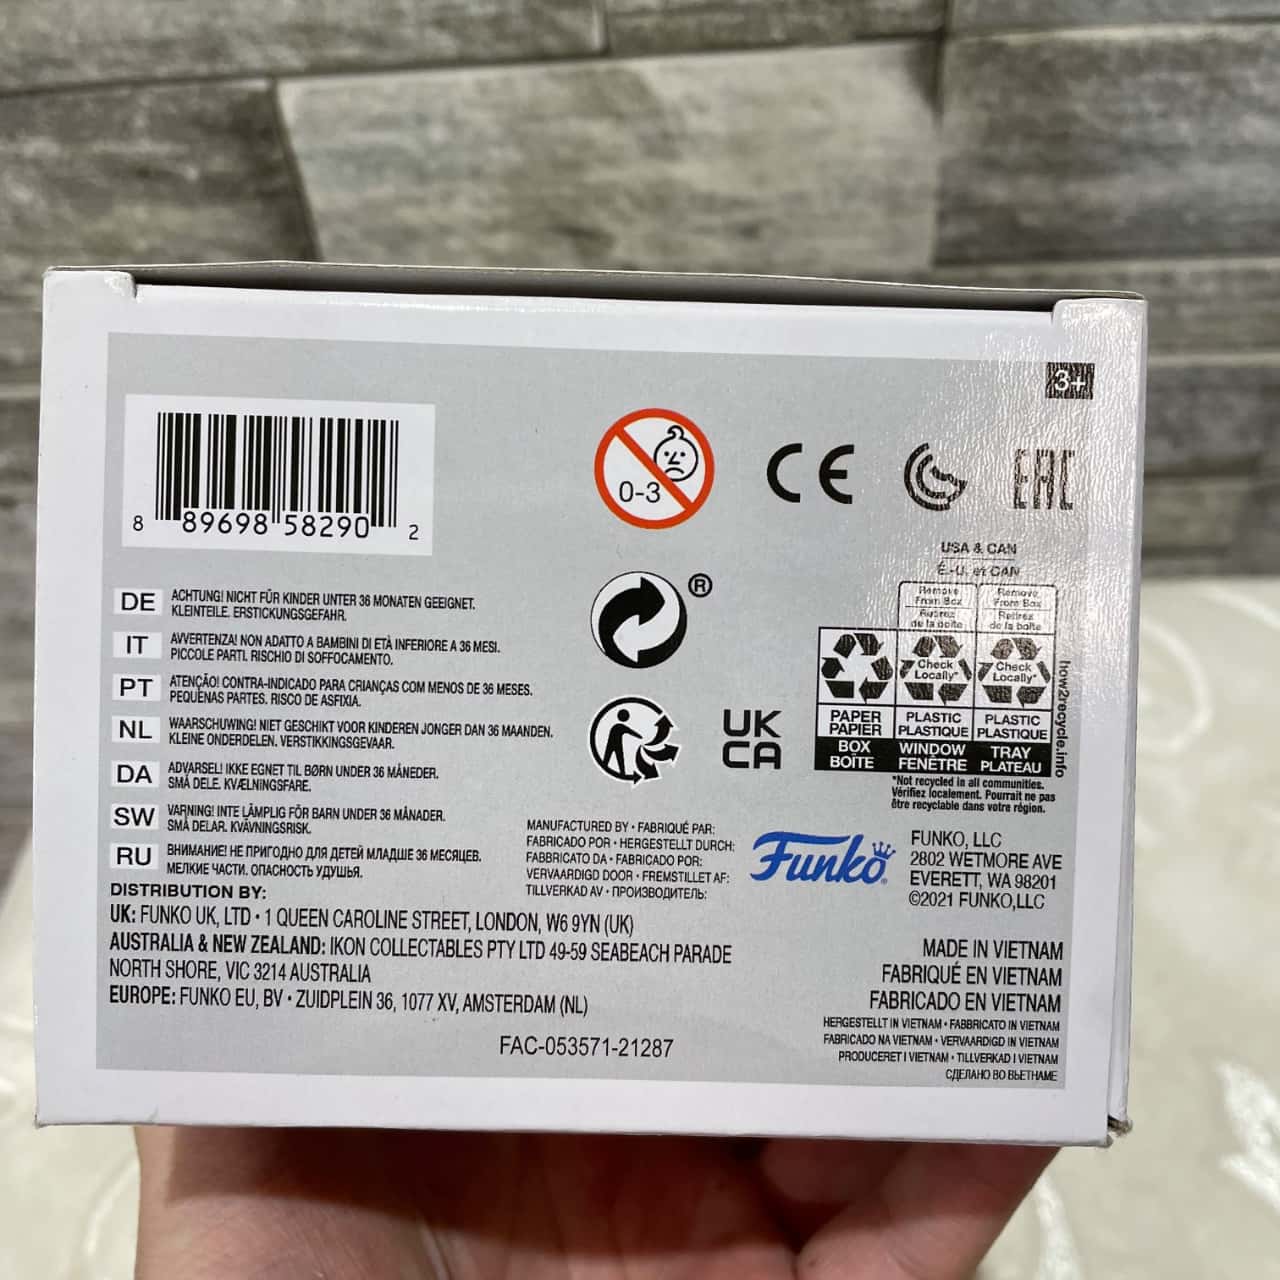 3+
8 89698 58290 2
0-3
CE
EAC
®
UK
CA
USA & CAN
É.-U. et CAN
Remove From Box
Retirez de la boîte
Remove From Box
Retirez de la boîte
Check Locally*
Check Locally*
PAPER
PAPIER
PLASTIC
PLASTIQUE
PLASTIC
PLASTIQUE
BOX
BOÎTE
WINDOW
FENÊTRE
TRAY
PLATEAU
how2recycle.info
*Not recycled in all communities.
Vérifiez localement. Pourrait ne pas
être recyclable dans votre région.
DE ACHTUNG! NICHT FÜR KINDER UNTER 36 MONATEN GEEIGNET.
KLEINTEILE. ERSTICKUNGSGEFAHR.
IT AVVERTENZA! NON ADATTO A BAMBINI DI ETÀ INFERIORE A 36 MESI.
PICCOLE PARTI. RISCHIO DI SOFFOCAMENTO.
PT ATENÇÃO! CONTRA-INDICADO PARA CRIANÇAS COM MENOS DE 36 MESES.
PEQUENAS PARTES. RISCO DE ASFIXIA.
NL WAARSCHUWING! NIET GESCHIKT VOOR KINDEREN JONGER DAN 36 MAANDEN.
KLEINE ONDERDELEN. VERSTIKKINGSGEVAAR.
DA ADVARSEL! IKKE EGNET TIL BØRN UNDER 36 MÅNEDER.
SMÅ DELE. KVÆLNINGSFARE.
SW VARNING! INTE LÄMPLIG FÖR BARN UNDER 36 MÅNADER.
SMÅ DELAR. KVÄVNINGSRISK.
RU ВНИМАНИЕ! НЕ ПРИГОДНО ДЛЯ ДЕТЕЙ МЛАДШЕ 36 МЕСЯЦЕВ.
МЕЛКИЕ ЧАСТИ. ОПАСНОСТЬ УДУШЬЯ.
MANUFACTURED BY • FABRIQUÉ PAR:
FABRICADO POR • HERGESTELLT DURCH:
FABBRICATO DA • FABRICADO POR:
VERVAARDIGD DOOR • FREMSTILLET AF:
TILLVERKAD AV • ПРОИЗВОДИТЕЛЬ:
Funko
FUNKO, LLC
2802 WETMORE AVE
EVERETT, WA 98201
©2021 FUNKO,LLC
DISTRIBUTION BY:
UK: FUNKO UK, LTD • 1 QUEEN CAROLINE STREET, LONDON, W6 9YN (UK)
AUSTRALIA & NEW ZEALAND: IKON COLLECTABLES PTY LTD 49-59 SEABEACH PARADE
NORTH SHORE, VIC 3214 AUSTRALIA
EUROPE: FUNKO EU, BV • ZUIDPLEIN 36, 1077 XV, AMSTERDAM (NL)
FAC-053571-21287
MADE IN VIETNAM
FABRIQUÉ EN VIETNAM
FABRICADO EN VIETNAM
HERGESTELLT IN VIETNAM • FABBRICATO IN VIETNAM
FABRICADO NA VIETNAM • VERVAARDIGD IN VIETNAM
PRODUCERET I VIETNAM • TILLVERKAD I VIETNAM
СДЕЛАНО ВО ВЬЕТНАМЕ